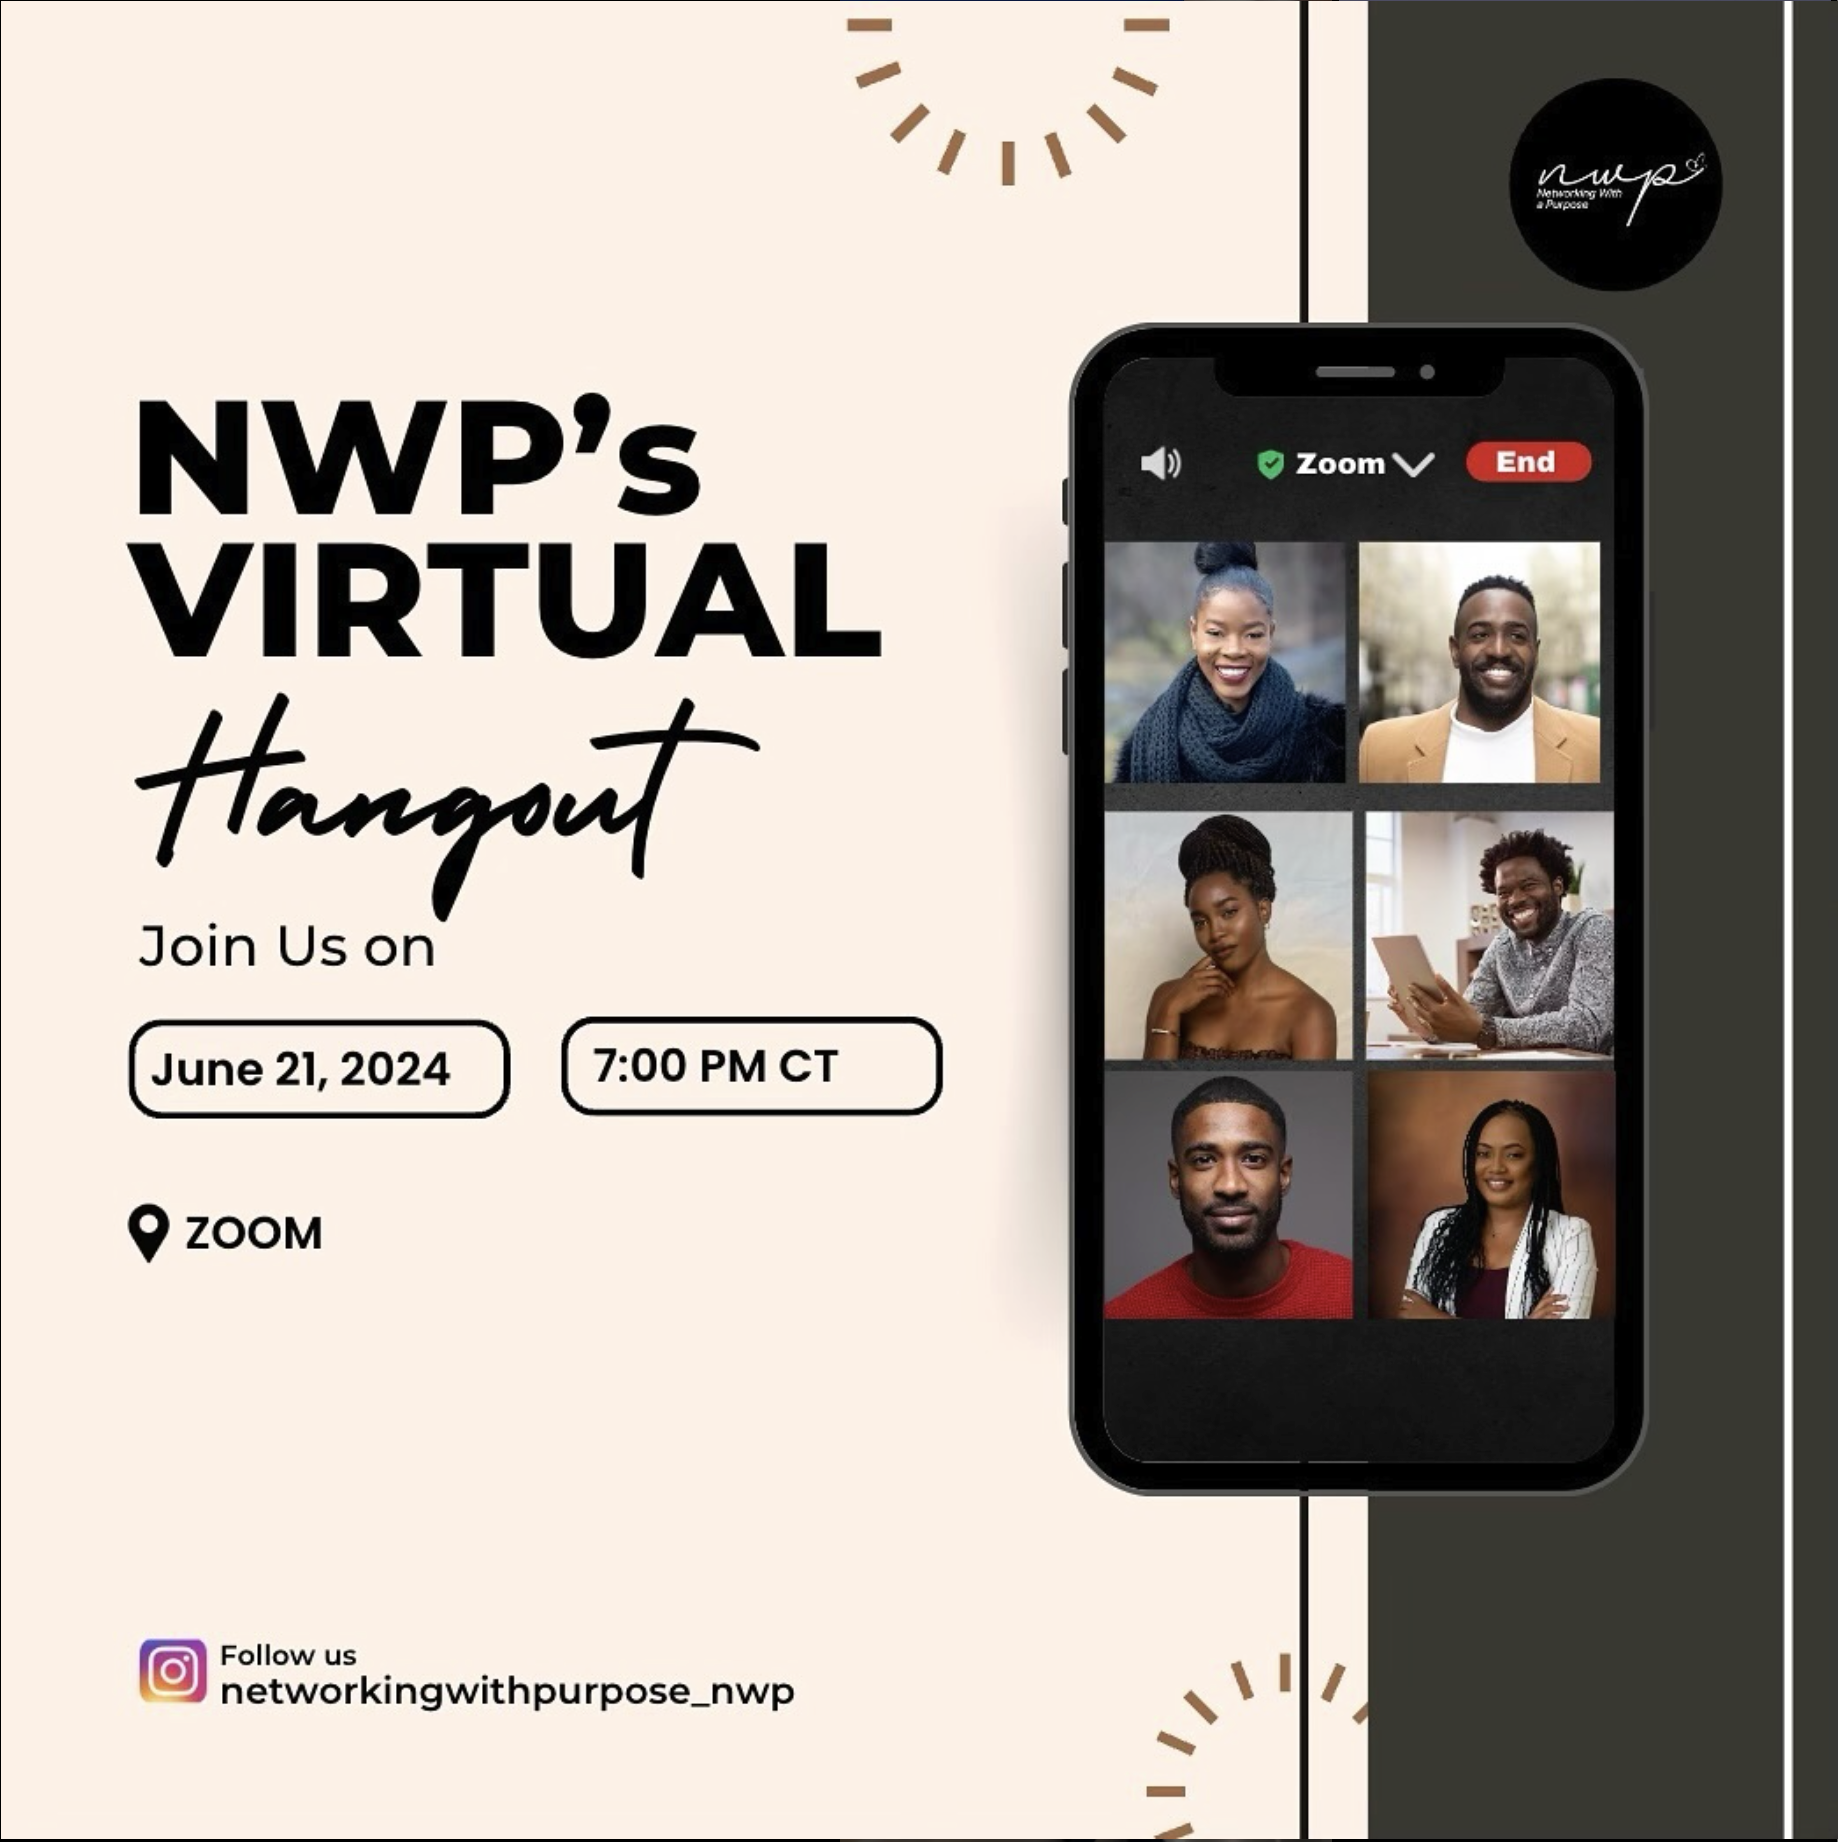 nwp
Networking With
a Purpose
NWP's
VIRTUAL
Hangout
Join Us on
June 21, 2024
7:00 PM CT
ZOOM
Zoom
End
Follow us
networkingwithpurpose_nwp